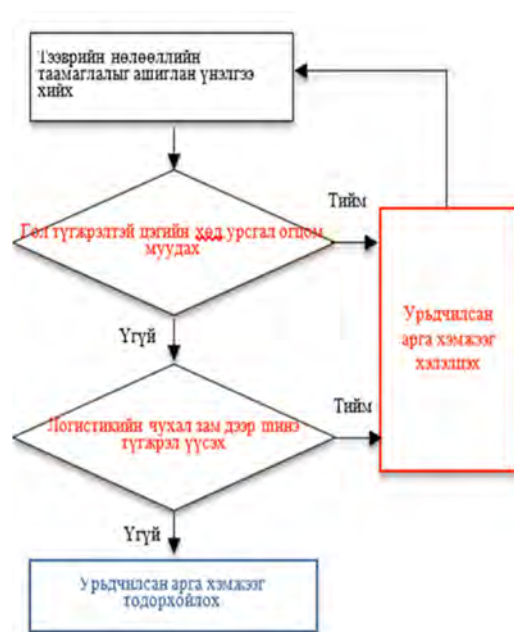 Тээврийн нөлөөллийн
таамаглалыг ашиглан үнэлгээ
хийх
Тийм
Гол түгжрэлтэй цэгийн хөд урсгал огцом
муудах
Урьдчилсан
арга хэмжээг
хэлэлцэх
Үгүй
Тийм
Логистикийн чухал зам дээр шинэ
түгжрэл үүсэх
Үгүй
Урьдчилсан арга хэмжээг
тодорхойлох